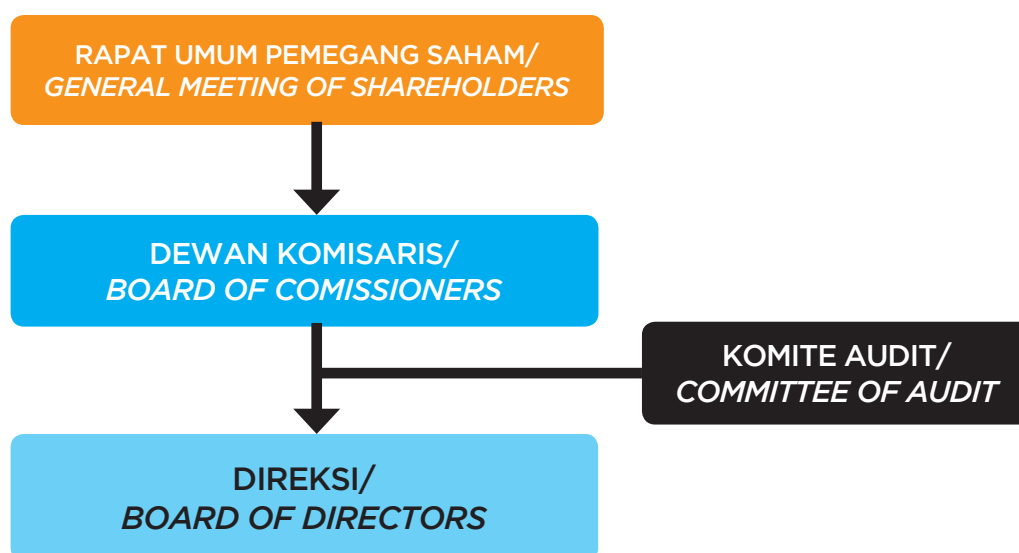 RAPAT UMUM PEMEGANG SAHAM/
GENERAL MEETING OF SHAREHOLDERS
DEWAN KOMISARIS/
BOARD OF COMISSIONERS
KOMITE AUDIT/
COMMITTEE OF AUDIT
DIREKSI/
BOARD OF DIRECTORS